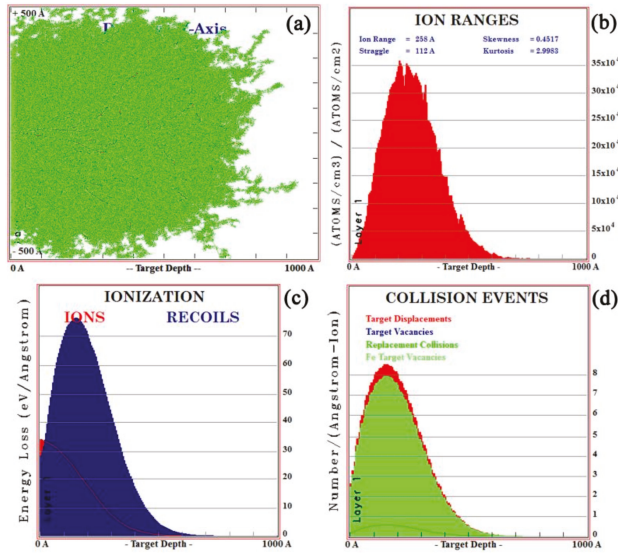 + 500 A
(a)
-Axis
- 500 A
0 A
-- Target Depth --
1000 A
(b)
ION RANGES
Ion Range = 258 A
Skewness = 0.4517
Straggle = 112 A
Kurtosis = 2.9983
(ATOMS/cm3) / (ATOMS/cm2)
35x10⁴
30x10⁴
25x10⁴
20x10⁴
15x10⁴
10x10⁴
5x10⁴
0
Layer 1
0 A
- Target Depth -
1000 A
(c)
IONIZATION
IONS
RECOILS
Energy Loss (eV/Angstrom)
70
60
50
40
30
20
10
0
Layer 1
0 A
- Target Depth -
1000 A
(d)
COLLISION EVENTS
Target Displacements
Target Vacancies
Replacement Collisions
Fe Target Vacancies
Number/(Angstrom-Ion)
8
7
6
5
4
3
2
1
0
Layer 1
0 A
- Target Depth -
1000 A